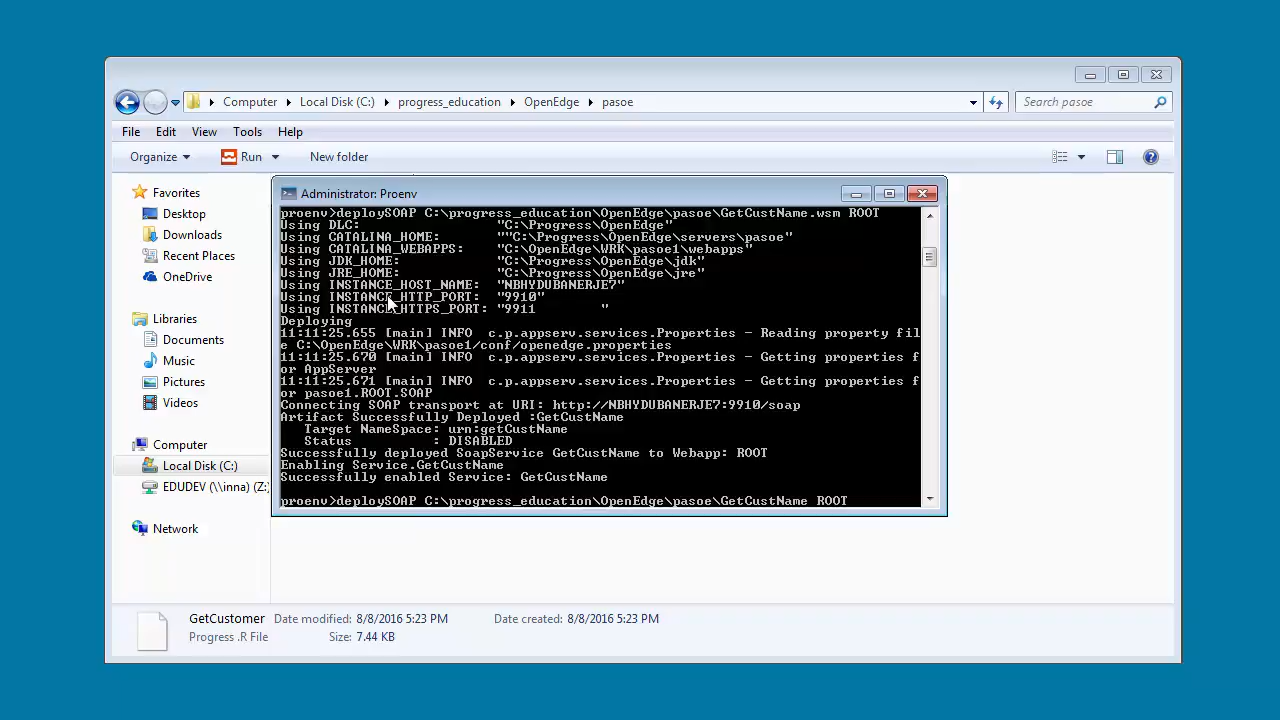 Computer Local Disk (C:) progress_education OpenEdge pasoe Search pasoe
File Edit View Tools Help
Organize Run New folder
Favorites
Desktop
Downloads
Recent Places
OneDrive
Libraries
Documents
Music
Pictures
Videos
Computer
Local Disk (C:)
EDUDEV (\\inna) (Z:)
Network
Administrator: Proenv
proenv>deploySOAP C:\progress_education\OpenEdge\pasoe\GetCustName.wsm ROOT
Using DLC: "C:\Progress\OpenEdge"
Using CATALINA_HOME: ""C:\Progress\OpenEdge\servers\pasoe"
Using CATALINA_WEBAPPS: "C:\OpenEdge\WRK\pasoe1\webapps"
Using JDK_HOME: "C:\Progress\OpenEdge\jdk"
Using JRE_HOME: "C:\Progress\OpenEdge\jre"
Using INSTANCE_HOST_NAME: "NBHYDUBANERJE7"
Using INSTANCE_HTTP_PORT: "9910"
Using INSTANCE_HTTPS_PORT: "9911 "
Deploying
11:11:25.655 [main] INFO c.p.appserv.services.Properties - Reading property fil
e C:\OpenEdge\WRK\pasoe1/conf/openedge.properties
11:11:25.670 [main] INFO c.p.appserv.services.Properties - Getting properties f
or AppServer
11:11:25.671 [main] INFO c.p.appserv.services.Properties - Getting properties f
or pasoe1.ROOT.SOAP
Connecting SOAP transport at URI: http://NBHYDUBANERJE7:9910/soap
Artifact Successfully Deployed :GetCustName
Target NameSpace: urn:getCustName
Status : DISABLED
Successfully deployed SoapService GetCustName to Webapp: ROOT
Enabling Service.GetCustName
Successfully enabled Service: GetCustName
proenv>deploySOAP C:\progress_education\OpenEdge\pasoe\GetCustName ROOT
GetCustomer Date modified: 8/8/2016 5:23 PM Date created: 8/8/2016 5:23 PM
Progress .R File Size: 7.44 KB